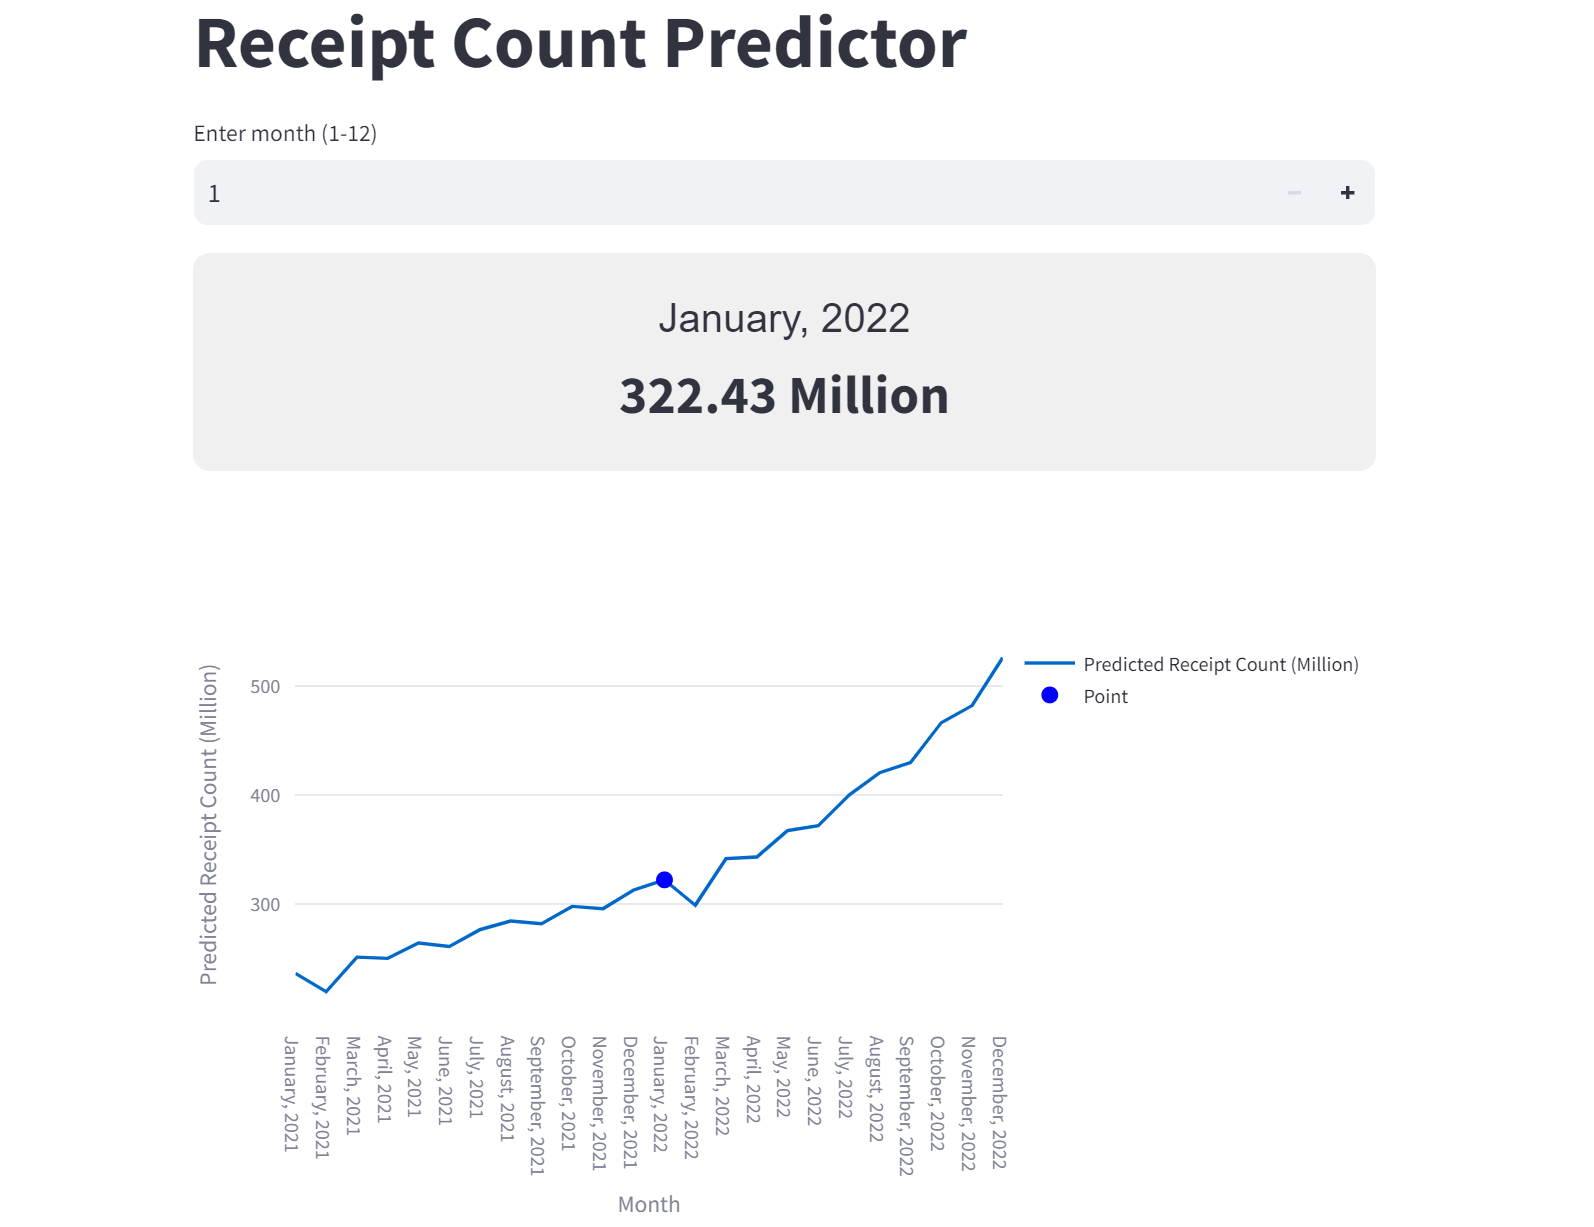 Receipt Count Predictor
Enter month (1-12)
1
January, 2022
322.43 Million
Predicted Receipt Count (Million)
500
400
300
Predicted Receipt Count (Million)
Point
January, 2021
February, 2021
March, 2021
April, 2021
May, 2021
June, 2021
July, 2021
August, 2021
September, 2021
October, 2021
November, 2021
December, 2021
January, 2022
February, 2022
March, 2022
April, 2022
May, 2022
June, 2022
July, 2022
August, 2022
September, 2022
October, 2022
November, 2022
December, 2022
Month